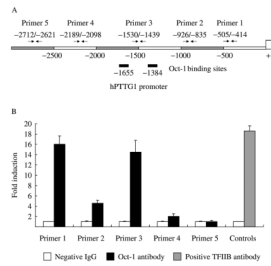 A
Primer 5 Primer 4 Primer 3 Primer 2 Primer 1
−2712/−2621 −2189/−2098 −1530/−1439 −926/−835 −505/−414
−2500 −2000 −1500 −1000 −500 +
Oct-1 binding sites
−1655 −1384
hPTTG1 promoter
B
Fold induction
20
18
16
14
12
10
8
6
4
2
Primer 1 Primer 2 Primer 3 Primer 4 Primer 5 Controls
Negative IgG Oct-1 antibody Positive TFIIB antibody